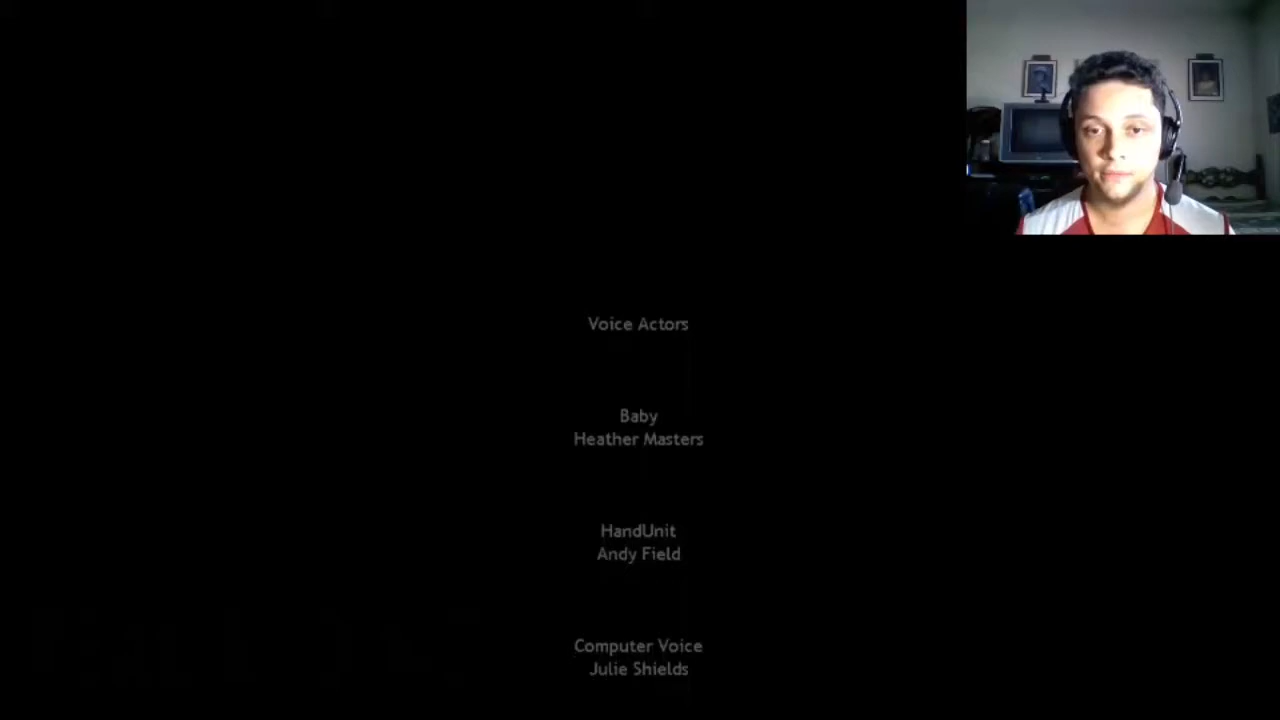 Voice Actors
Baby
Heather Masters
HandUnit
Andy Field
Computer Voice
Julie Shields